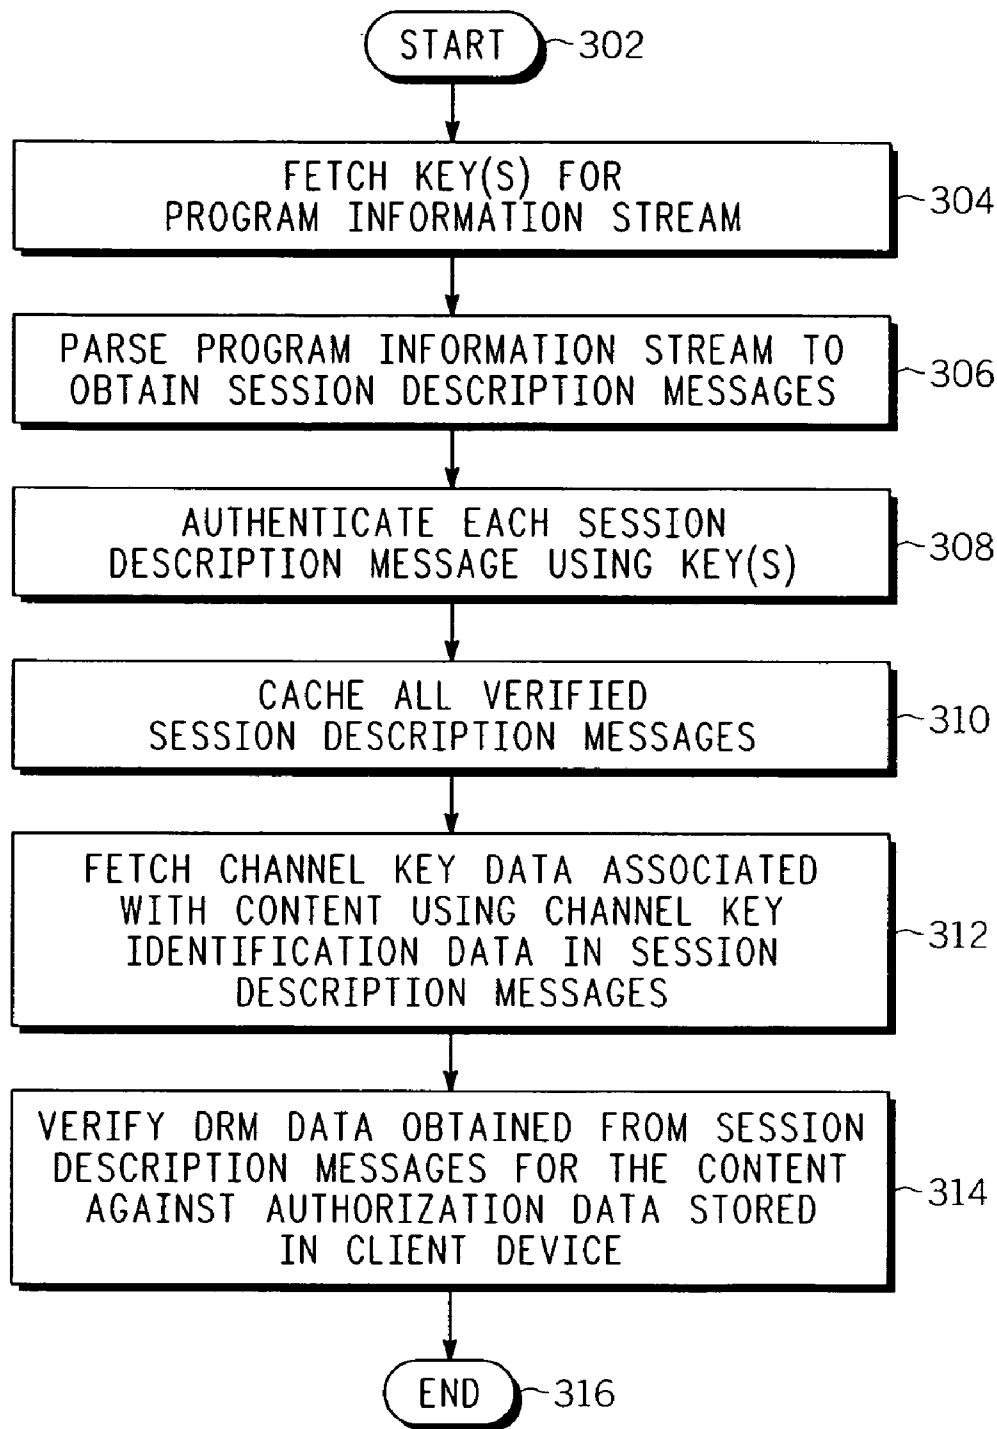 START
302
FETCH KEY(S) FOR
PROGRAM INFORMATION STREAM
304
PARSE PROGRAM INFORMATION STREAM TO
OBTAIN SESSION DESCRIPTION MESSAGES
306
AUTHENTICATE EACH SESSION
DESCRIPTION MESSAGE USING KEY(S)
308
CACHE ALL VERIFIED
SESSION DESCRIPTION MESSAGES
310
FETCH CHANNEL KEY DATA ASSOCIATED
WITH CONTENT USING CHANNEL KEY
IDENTIFICATION DATA IN SESSION
DESCRIPTION MESSAGES
312
VERIFY DRM DATA OBTAINED FROM SESSION
DESCRIPTION MESSAGES FOR THE CONTENT
AGAINST AUTHORIZATION DATA STORED
IN CLIENT DEVICE
314
END
316